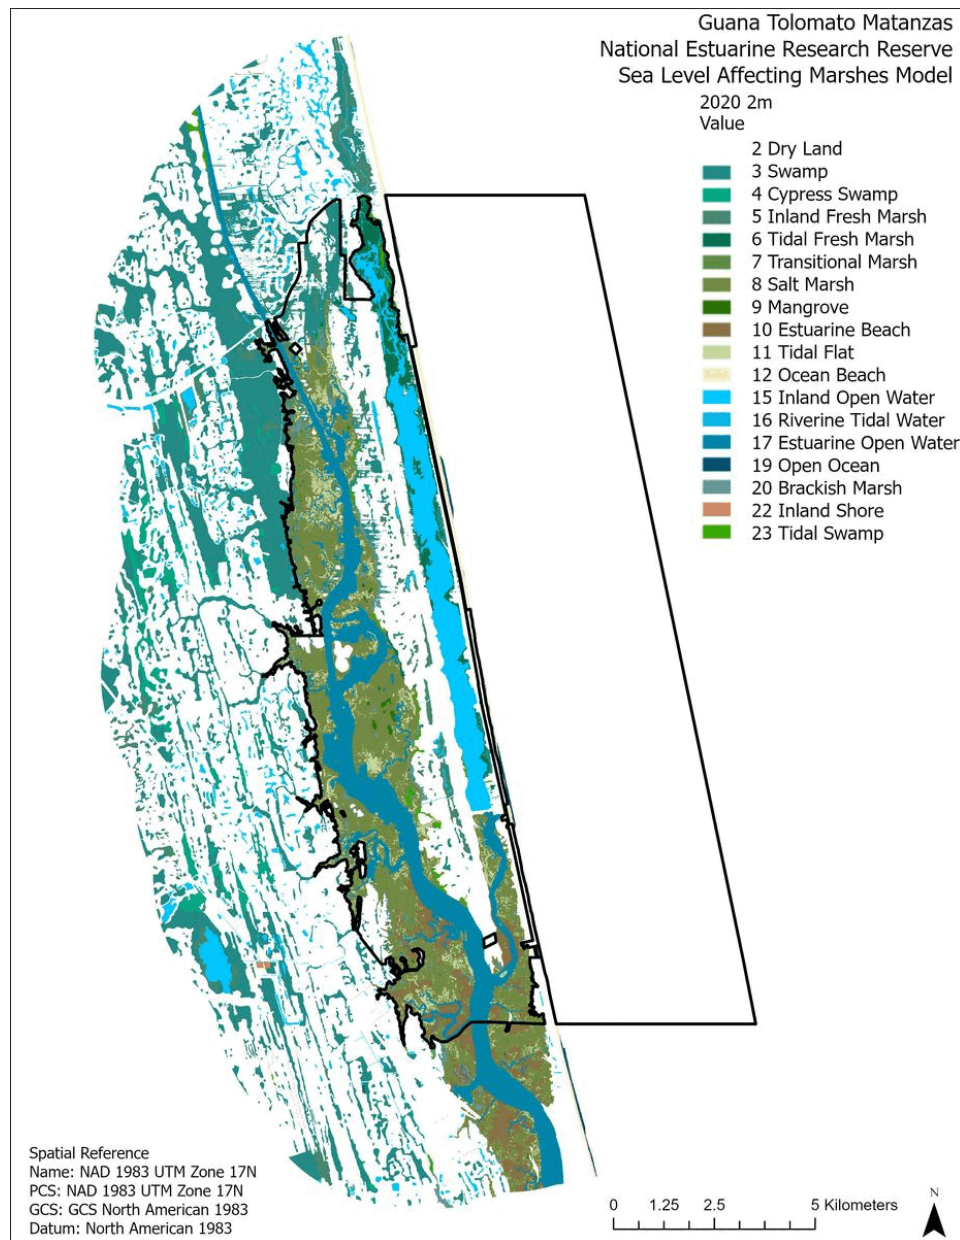 Guana Tolomato Matanzas
National Estuarine Research Reserve
Sea Level Affecting Marshes Model
2020 2m
Value
2 Dry Land
3 Swamp
4 Cypress Swamp
5 Inland Fresh Marsh
6 Tidal Fresh Marsh
7 Transitional Marsh
8 Salt Marsh
9 Mangrove
10 Estuarine Beach
11 Tidal Flat
12 Ocean Beach
15 Inland Open Water
16 Riverine Tidal Water
17 Estuarine Open Water
19 Open Ocean
20 Brackish Marsh
22 Inland Shore
23 Tidal Swamp
Spatial Reference
Name: NAD 1983 UTM Zone 17N
PCS: NAD 1983 UTM Zone 17N
GCS: GCS North American 1983
Datum: North American 1983
0 1.25 2.5 5 Kilometers
N